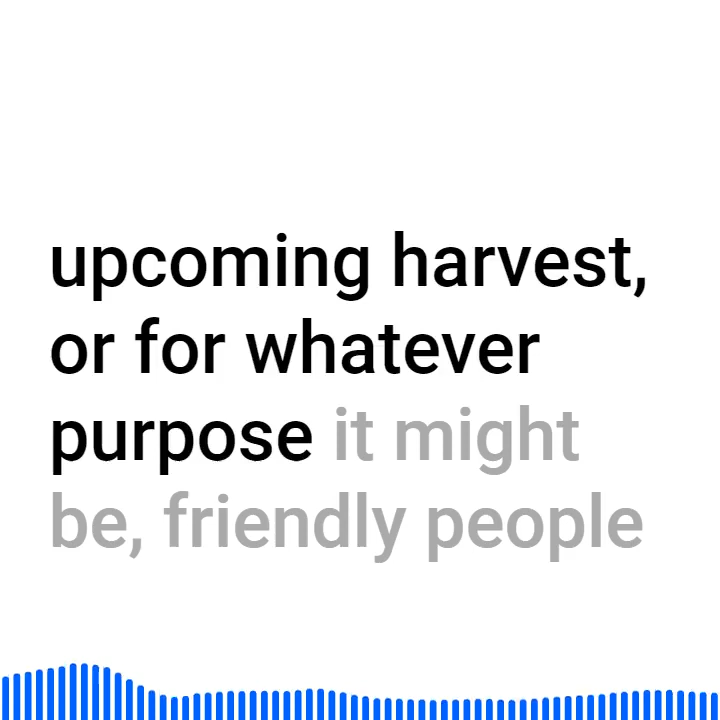 upcoming harvest,
or for whatever
purpose it might
be, friendly people